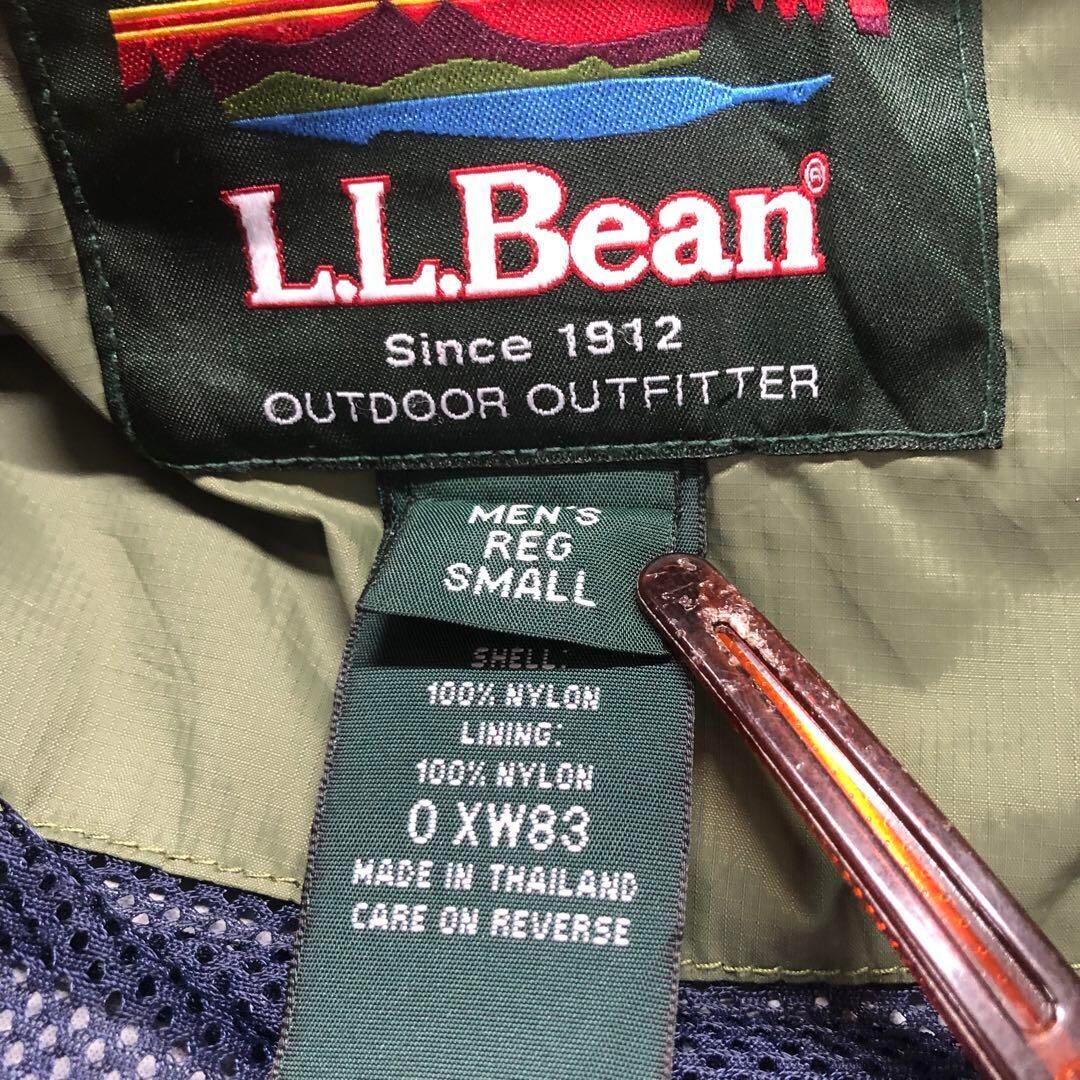 L.L.Bean®
Since 1912
OUTDOOR OUTFITTER
MEN'S
REG
SMALL
SHELL:
100% NYLON
LINING:
100% NYLON
0 XW83
MADE IN THAILAND
CARE ON REVERSE